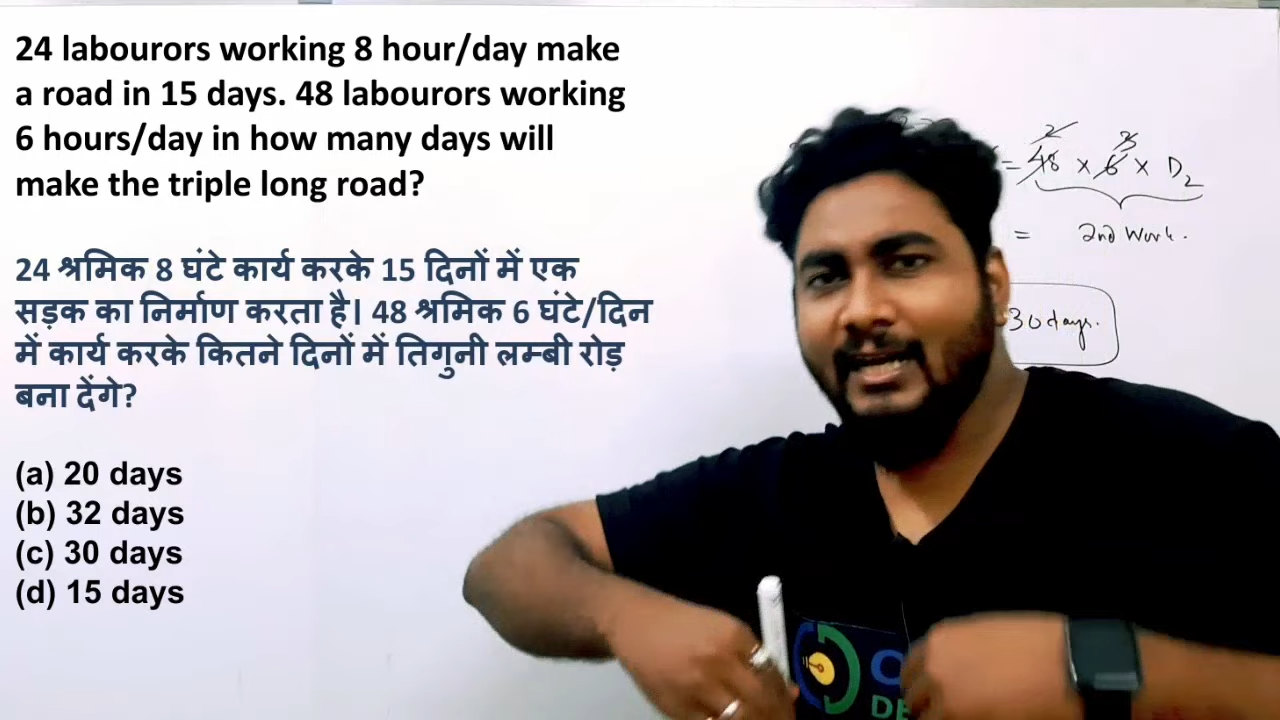 24 labourors working 8 hour/day make
a road in 15 days. 48 labourors working
6 hours/day in how many days will
make the triple long road?
24 श्रमिक 8 घंटे कार्य करके 15 दिनों में एक
सड़क का निर्माण करता है। 48 श्रमिक 6 घंटे/दिन
में कार्य करके कितने दिनों में तिगुनी लम्बी रोड़
बना देंगे?
(a) 20 days
(b) 32 days
(c) 30 days
(d) 15 days
= 48 x 6 x D2
= 2nd work.
30 days.